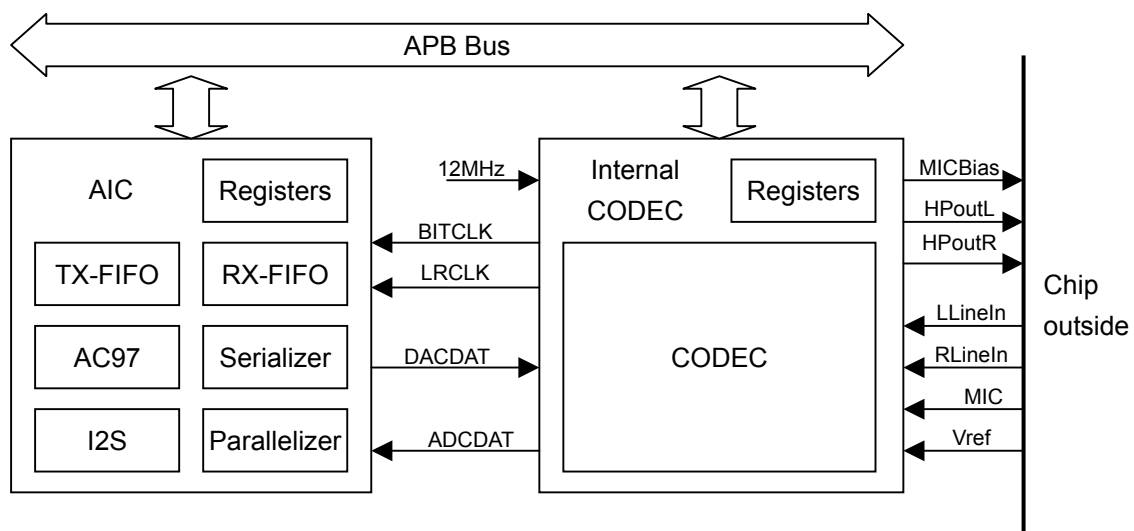 APB Bus
AIC
Registers
TX-FIFO
RX-FIFO
AC97
Serializer
I2S
Parallelizer
12MHz
BITCLK
LRCLK
DACDAT
ADCDAT
Internal
CODEC
Registers
CODEC
MICBias
HPoutL
HPoutR
LLineIn
RLineIn
MIC
Vref
Chip
outside